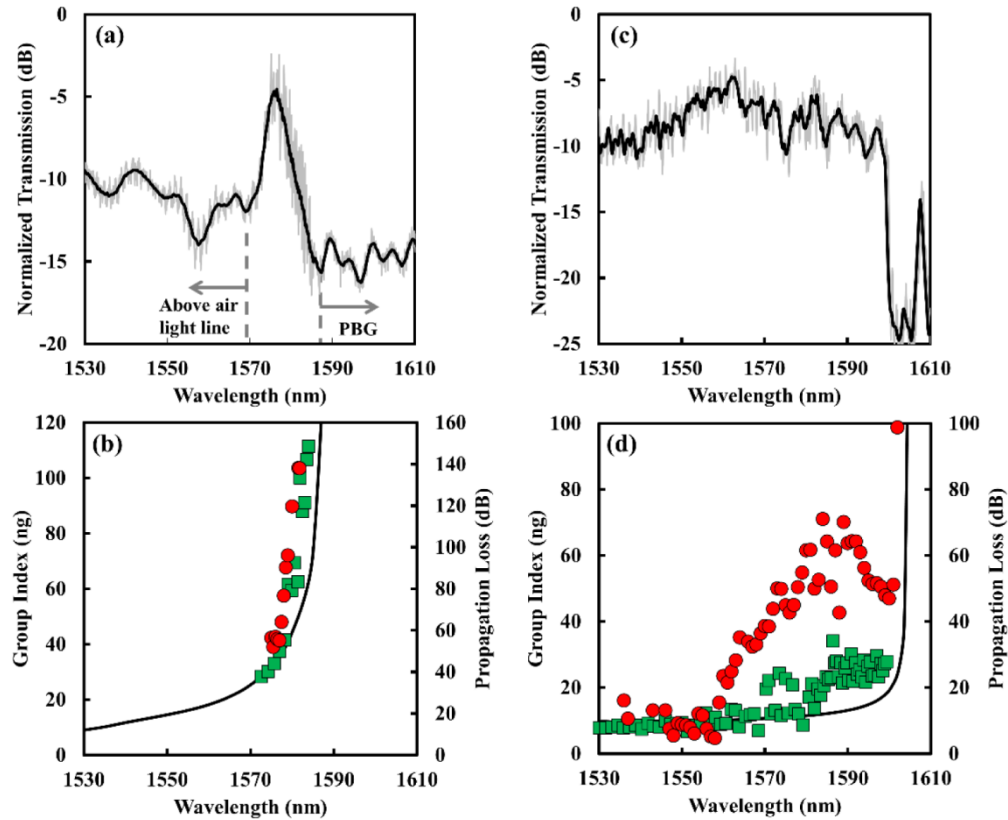 (a)
Normalized Transmission (dB)
0
-5
-10
-15
-20
Above air
light line
PBG
1530 1550 1570 1590 1610
Wavelength (nm)
(c)
Normalized Transmission (dB)
0
-5
-10
-15
-20
-25
1530 1550 1570 1590 1610
Wavelength (nm)
(b)
Group Index (ng)
120
100
80
60
40
20
0
160
140
120
100
80
60
40
20
0
Propagation Loss (dB)
1530 1550 1570 1590 1610
Wavelength (nm)
(d)
Group Index (ng)
100
80
60
40
20
0
100
80
60
40
20
0
Propagation Loss (dB)
1530 1550 1570 1590 1610
Wavelength (nm)